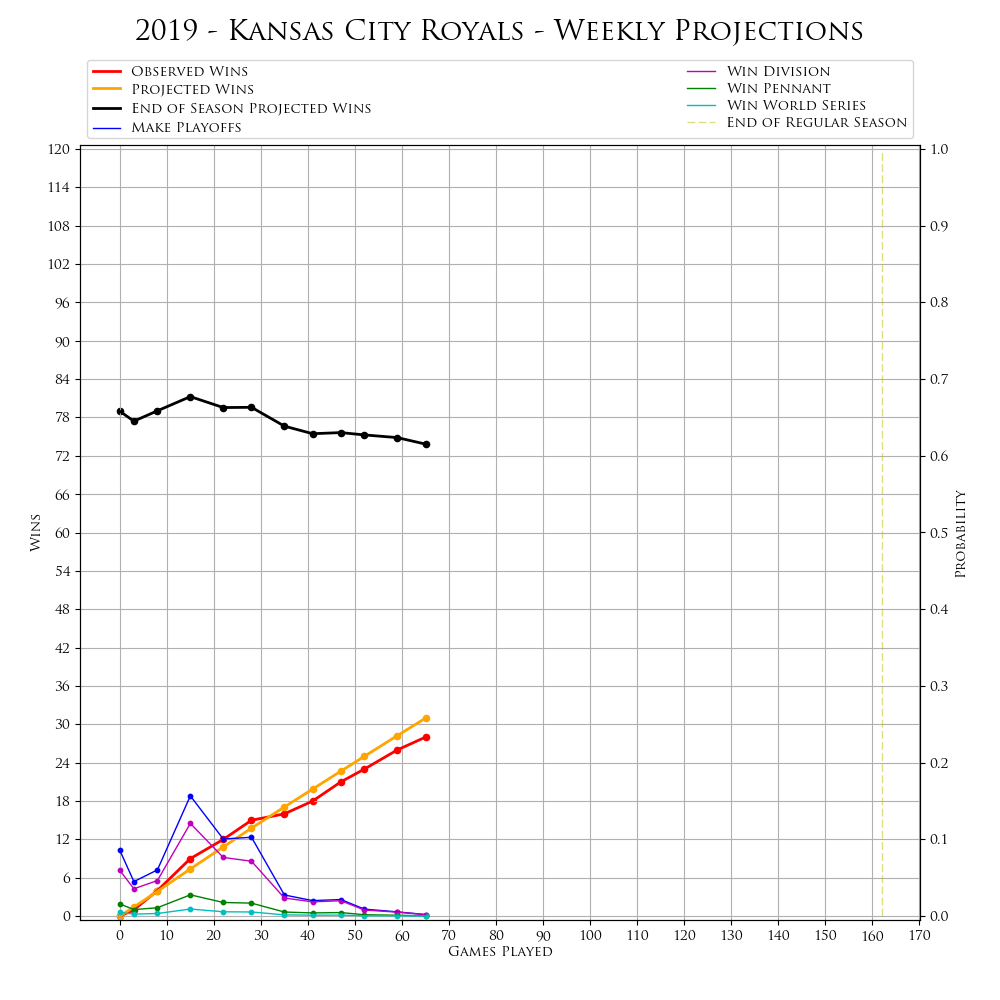 2019 - Kansas City Royals - Weekly Projections
Observed Wins
Projected Wins
End of Season Projected Wins
Make Playoffs
Win Division
Win Pennant
Win World Series
End of Regular Season
120
114
108
102
96
90
84
78
72
66
60
54
48
42
36
30
24
18
12
6
0
Wins
1.0
0.9
0.8
0.7
0.6
0.5
0.4
0.3
0.2
0.1
0.0
Probability
0 10 20 30 40 50 60 70 80 90 100 110 120 130 140 150 160 170
Games Played